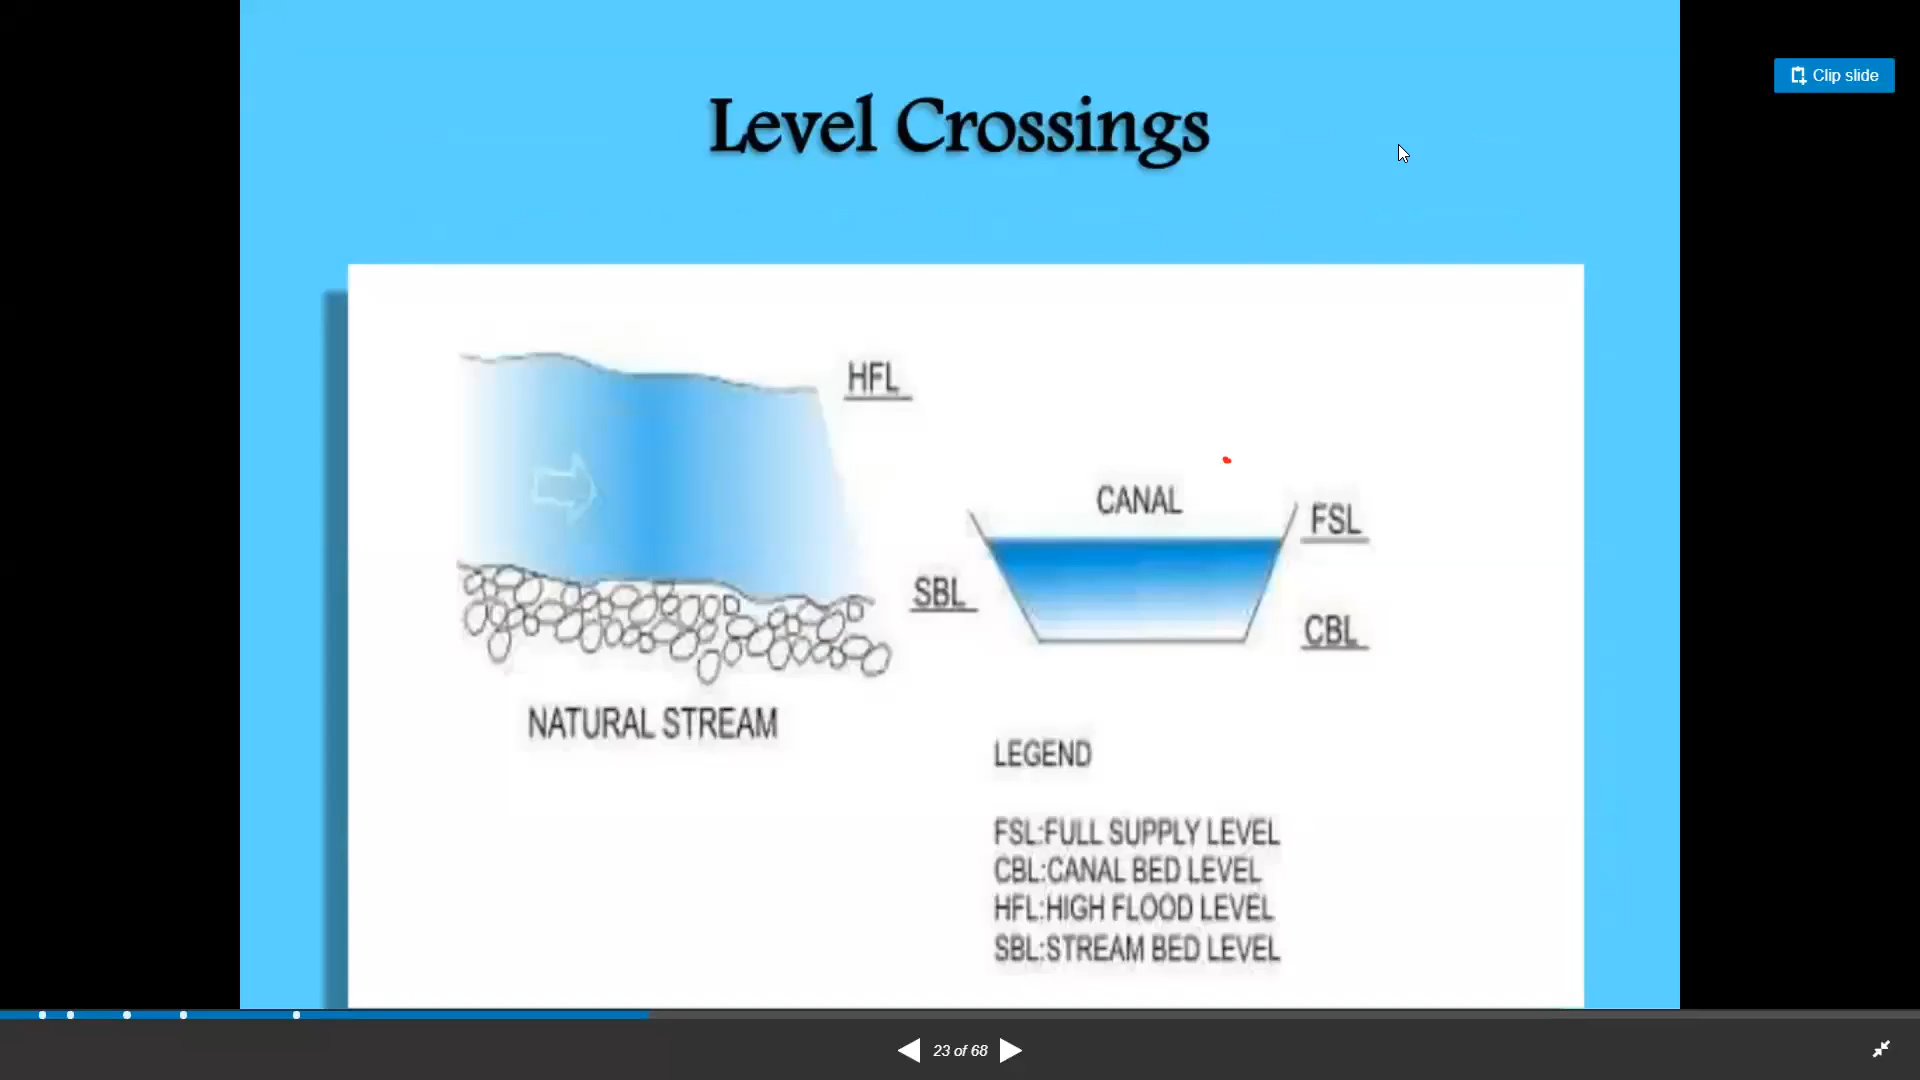 Clip slide
Level Crossings
HFL
CANAL
FSL
SBL
CBL
NATURAL STREAM
LEGEND
FSL:FULL SUPPLY LEVEL
CBL:CANAL BED LEVEL
HFL:HIGH FLOOD LEVEL
SBL:STREAM BED LEVEL
23 of 68